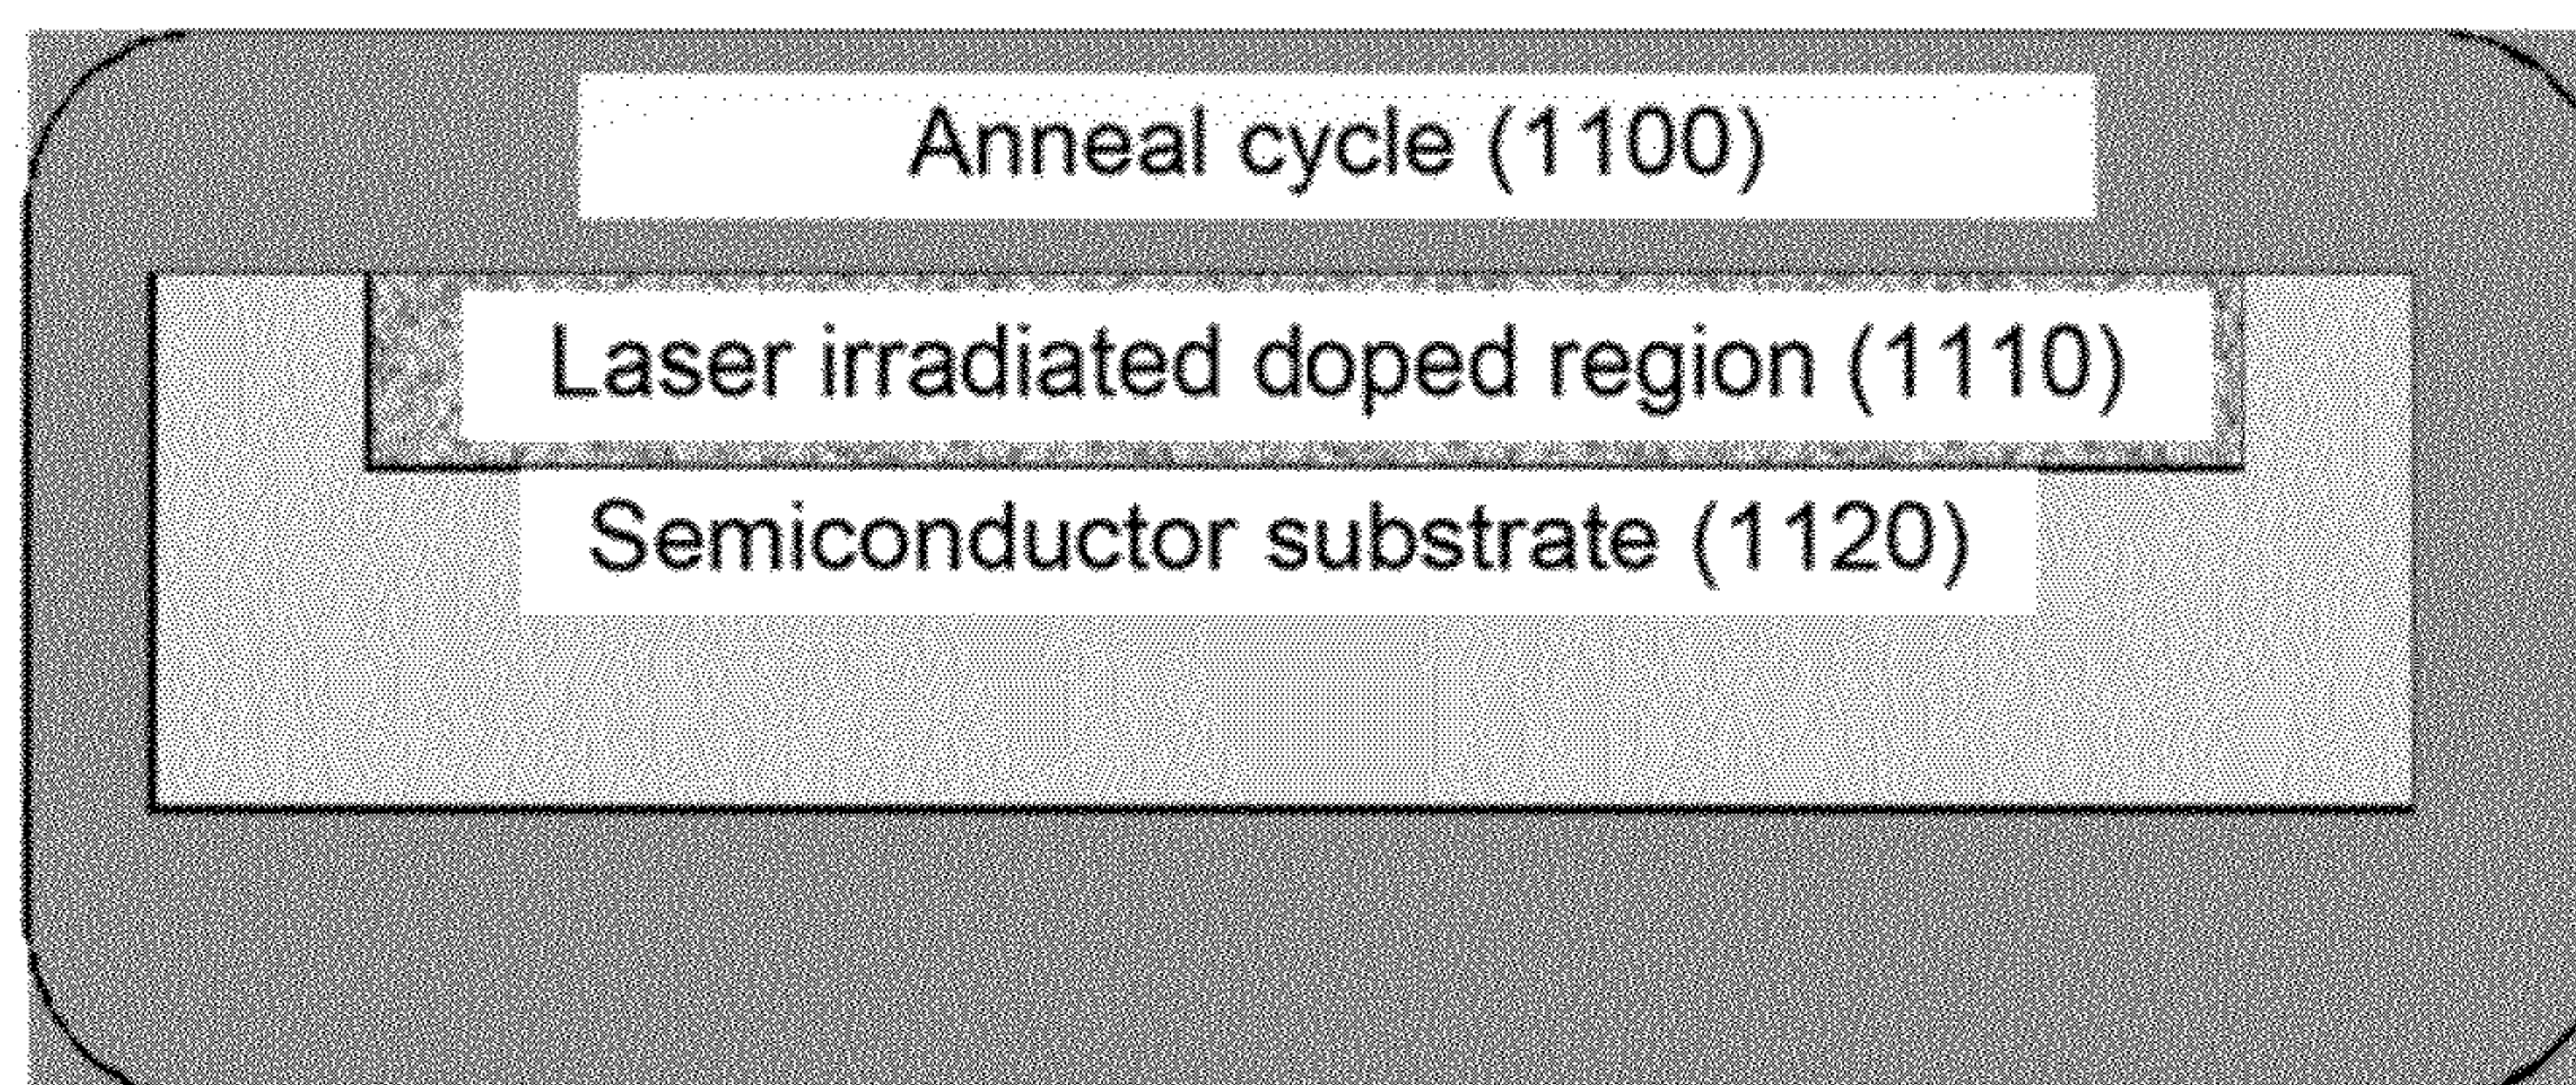 Anneal cycle (1100)
Laser irradiated doped region (1110)
Semiconductor substrate (1120)